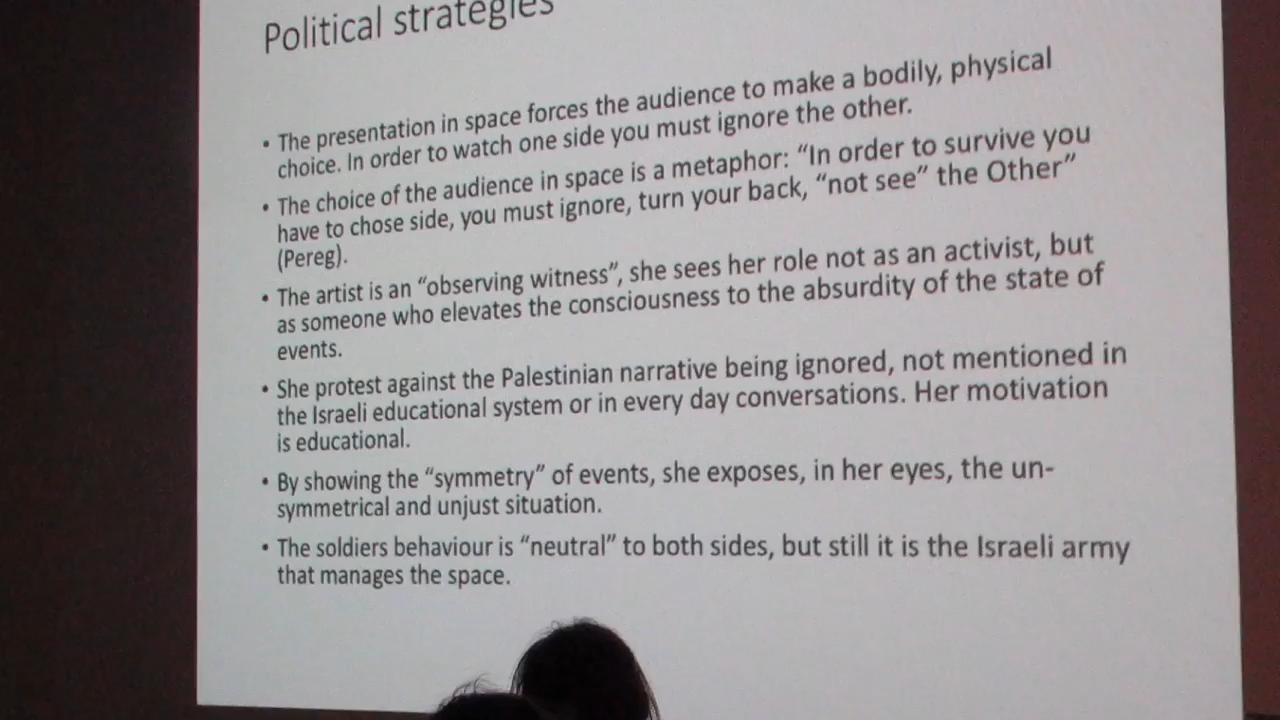 Political strategies
• The presentation in space forces the audience to make a bodily, physical
choice. In order to watch one side you must ignore the other.
• The choice of the audience in space is a metaphor: “In order to survive you
have to chose side, you must ignore, turn your back, “not see” the Other”
(Pereg).
• The artist is an “observing witness”, she sees her role not as an activist, but
as someone who elevates the consciousness to the absurdity of the state of
events.
• She protest against the Palestinian narrative being ignored, not mentioned in
the Israeli educational system or in every day conversations. Her motivation
is educational.
• By showing the “symmetry” of events, she exposes, in her eyes, the un-
symmetrical and unjust situation.
• The soldiers behaviour is “neutral” to both sides, but still it is the Israeli army
that manages the space.